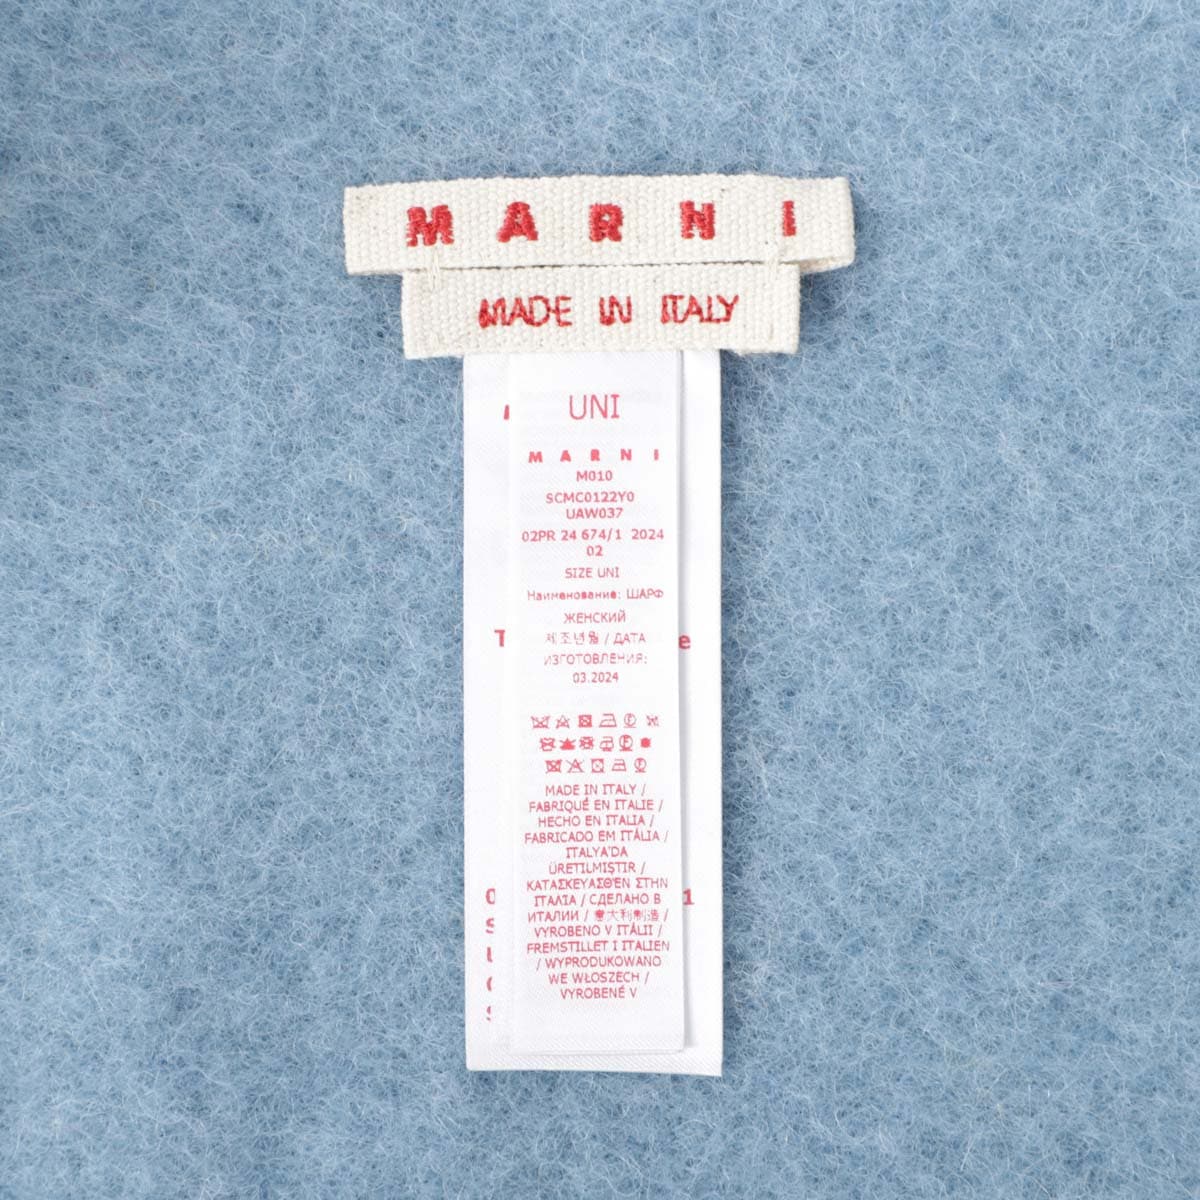 MARNI
MADE IN ITALY
UNI
MARNI
M010
SCMC0122Y0
UAW037
02PR 24 674/1 2024
02
SIZE UNI
Наименование: ШАРФ
ЖЕНСКИЙ
제조년월 / ДАТА
ИЗГОТОВЛЕНИЯ:
03.2024
MADE IN ITALY /
FABRIQUÉ EN ITALIE /
HECHO EN ITALIA /
FABRICADO EM ITÁLIA /
ITALYA'DA
ÜRETILMIŞTIR /
ΚΑΤΑΣΚΕΥΑΣΘΕΝ ΣΤΗΝ
ΙΤΑΛΙΑ / СДЕЛАНО В
ИТАЛИИ / 意大利制造 /
VYROBENO V ITÁLII /
FREMSTILLET I ITALIEN
/ WYPRODUKOWANO
WE WŁOSZECH /
VYROBENÉ V